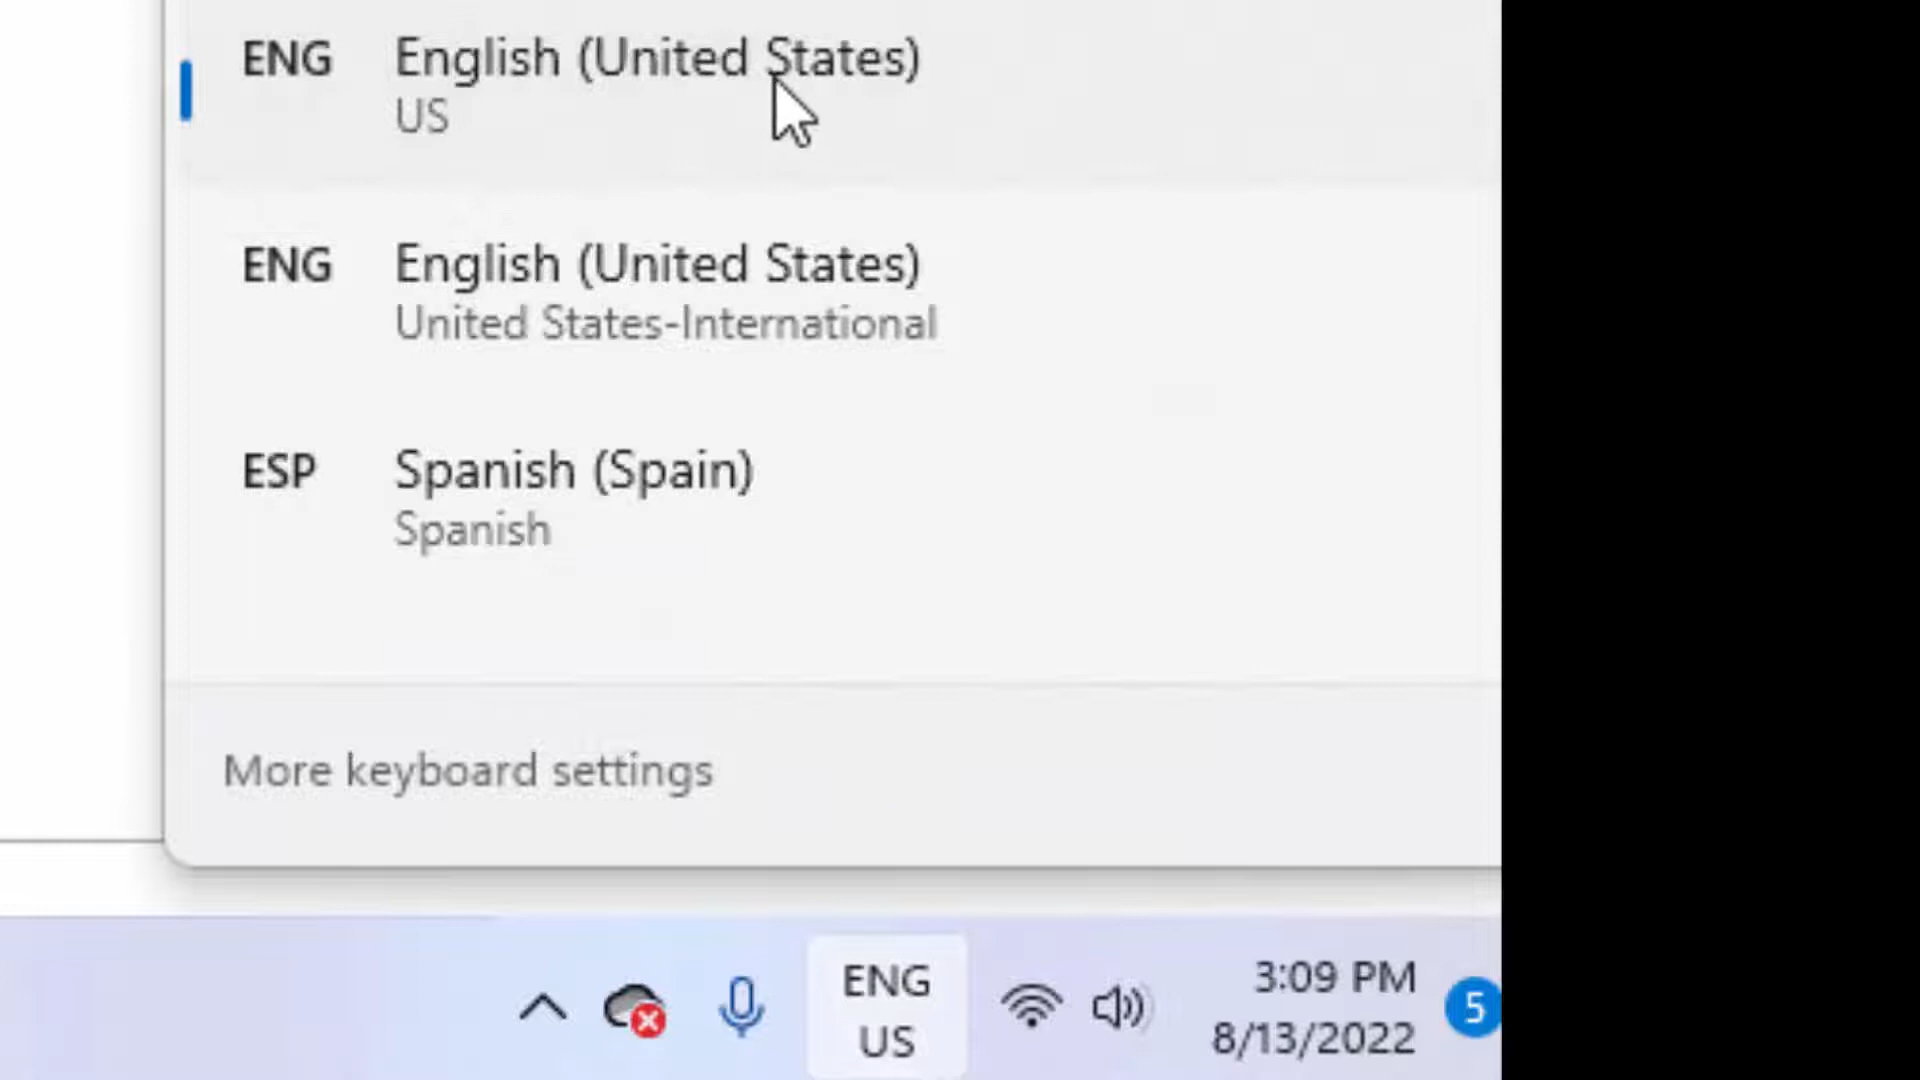 ENG English (United States)
US
ENG English (United States)
United States-International
ESP Spanish (Spain)
Spanish
More keyboard settings
ENG
US
3:09 PM
8/13/2022
5